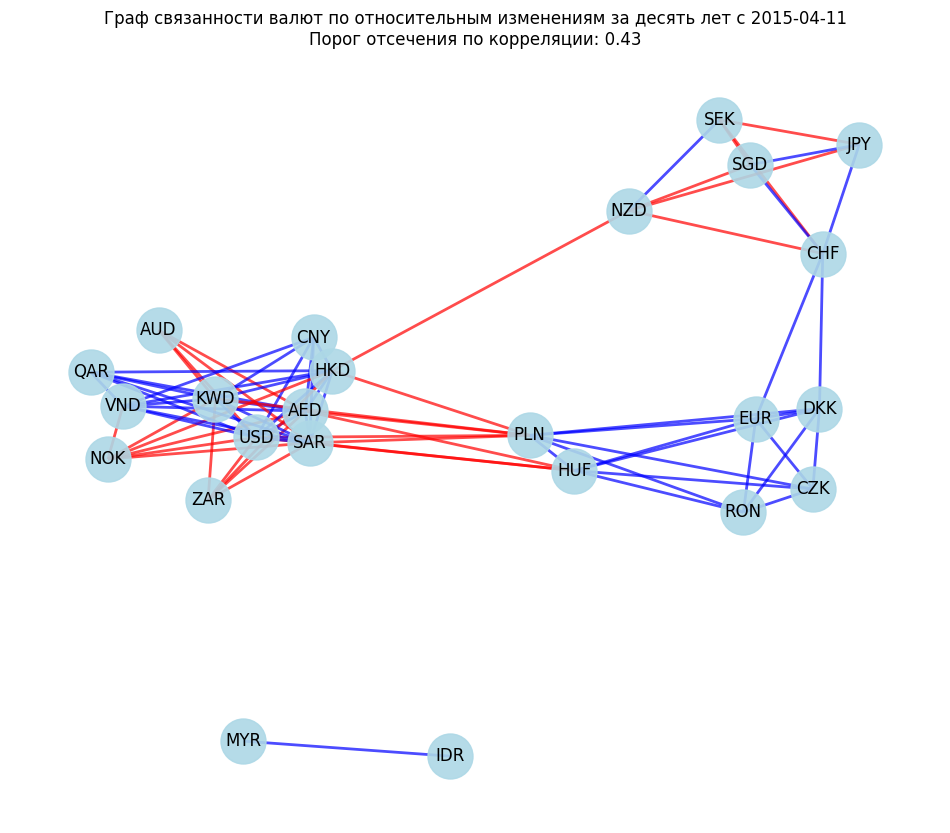 Граф связанности валют по относительным изменениям за десять лет с 2015-04-11
Порог отсечения по корреляции: 0.43
SEK
JPY
SGD
NZD
CHF
AUD
CNY
HKD
QAR
KWD
VND
AED
USD
SAR
NOK
ZAR
PLN
HUF
EUR
DKK
CZK
RON
MYR
IDR